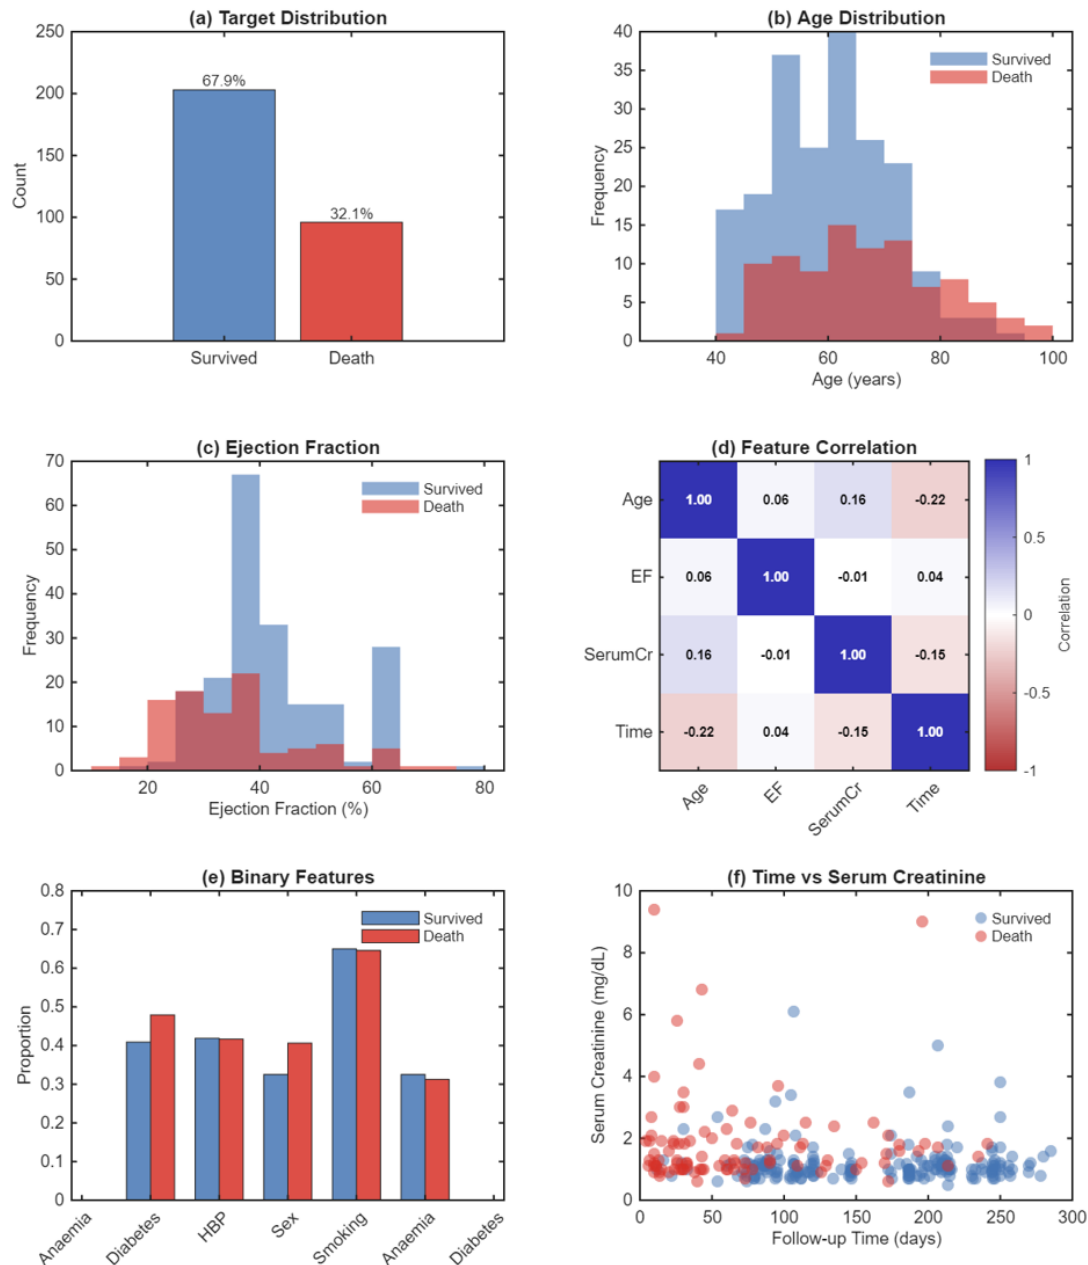 (a) Target Distribution
250
200
150
100
50
0
Count
67.9%
32.1%
Survived
Death
(b) Age Distribution
40
35
30
25
20
15
10
5
0
Frequency
Survived
Death
40
60
80
100
Age (years)
(c) Ejection Fraction
70
60
50
40
30
20
10
0
Frequency
Survived
Death
20
40
60
80
Ejection Fraction (%)
(d) Feature Correlation
Age
1.00 0.06 0.16 -0.22
EF
0.06 1.00 -0.01 0.04
SerumCr
0.16 -0.01 1.00 -0.15
Time
-0.22 0.04 -0.15 1.00
Age
EF
SerumCr
Time
1
0.5
0
-0.5
-1
Correlation
(e) Binary Features
0.8
0.7
0.6
0.5
0.4
0.3
0.2
0.1
0
Proportion
Survived
Death
Anaemia
Diabetes
HBP
Sex
Smoking
Anaemia
Diabetes
(f) Time vs Serum Creatinine
10
8
6
4
2
0
Serum Creatinine (mg/dL)
Survived
Death
0
50
100
150
200
250
300
Follow-up Time (days)